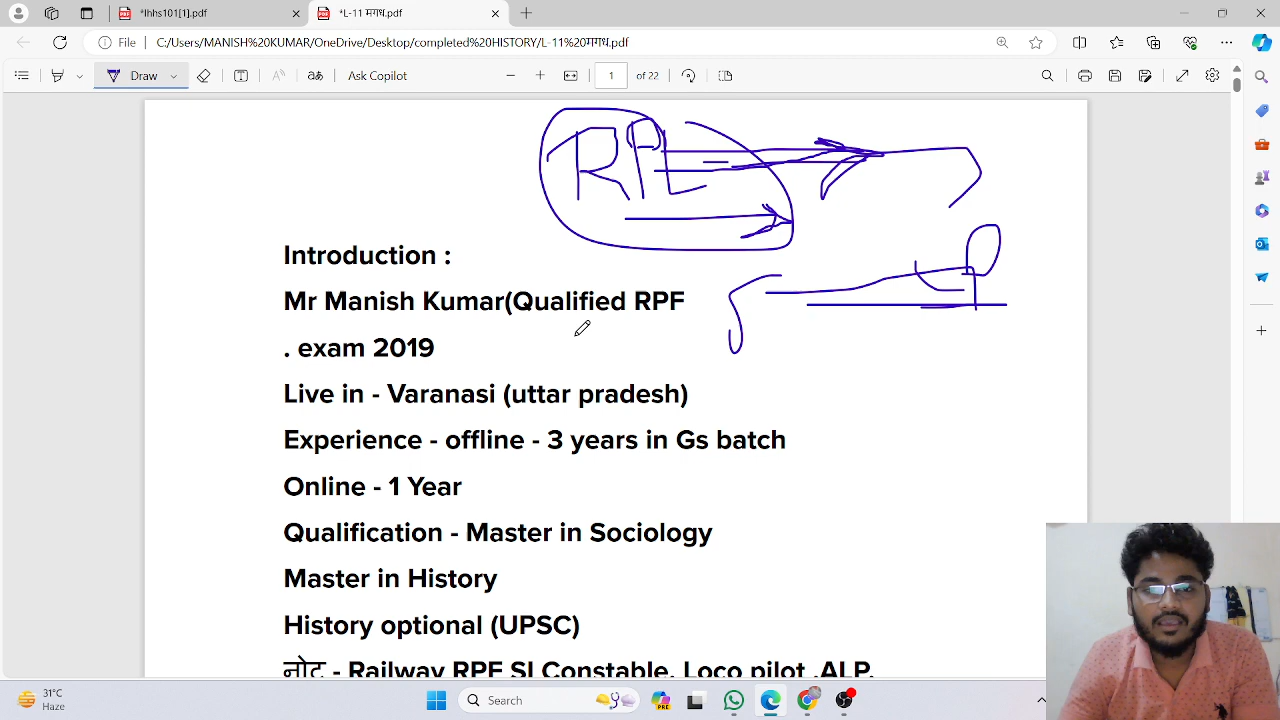 *lhhs101[1].pdf
*L-11 मगध.pdf
File C:/Users/MANISH%20KUMAR/OneDrive/Desktop/completed%20HISTORY/L-11%20मगध.pdf
Draw
Ask Copilot
1 of 22
RPL
Introduction :
Mr Manish Kumar(Qualified RPF
. exam 2019
Live in - Varanasi (uttar pradesh)
Experience - offline - 3 years in Gs batch
Online - 1 Year
Qualification - Master in Sociology
Master in History
History optional (UPSC)
नोट - Railway RPF SI Constable, Loco pilot ,ALP,
31°C
Haze
Search
PRE